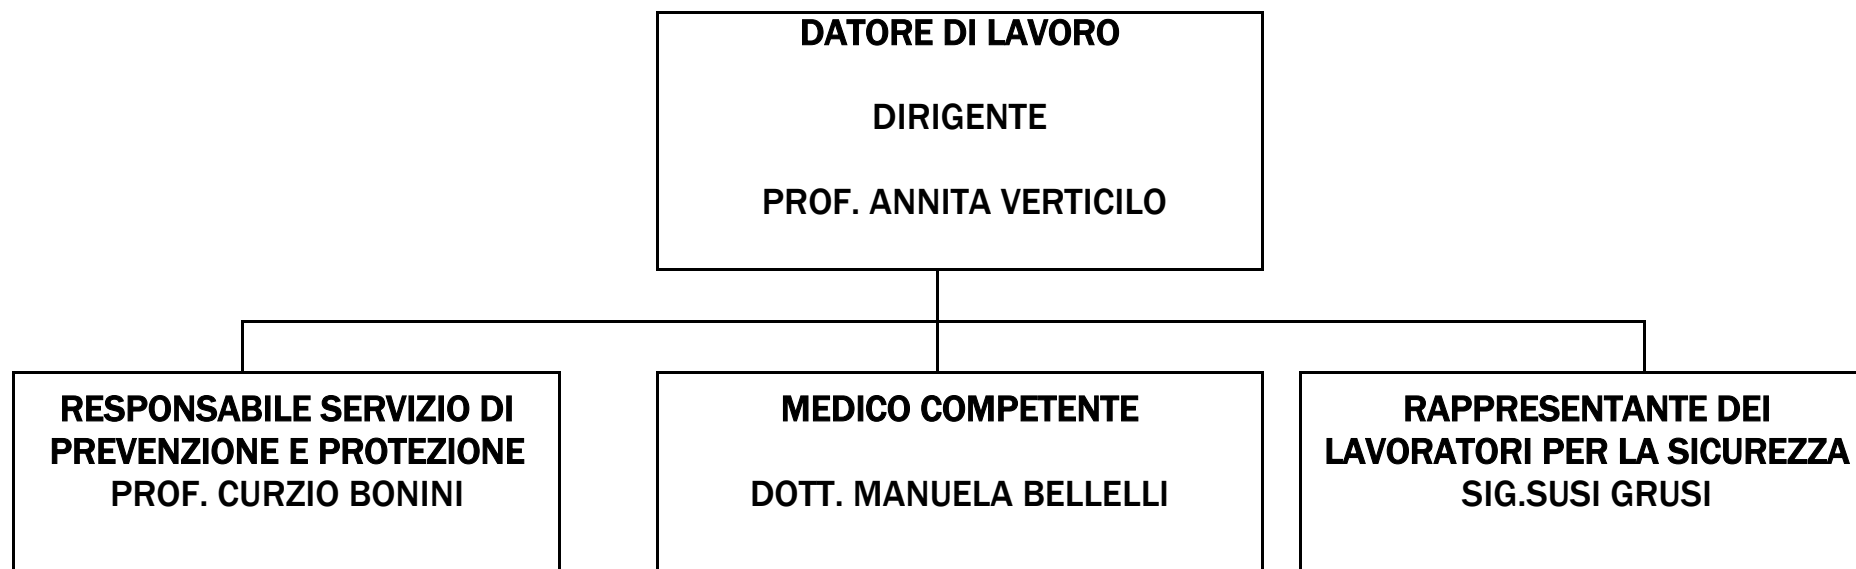 DATORE DI LAVORO
DIRIGENTE
PROF. ANNITA VERTICILO
RESPONSABILE SERVIZIO DI
PREVENZIONE E PROTEZIONE
PROF. CURZIO BONINI
MEDICO COMPETENTE
DOTT. MANUELA BELLELLI
RAPPRESENTANTE DEI
LAVORATORI PER LA SICUREZZA
SIG.SUSI GRUSI